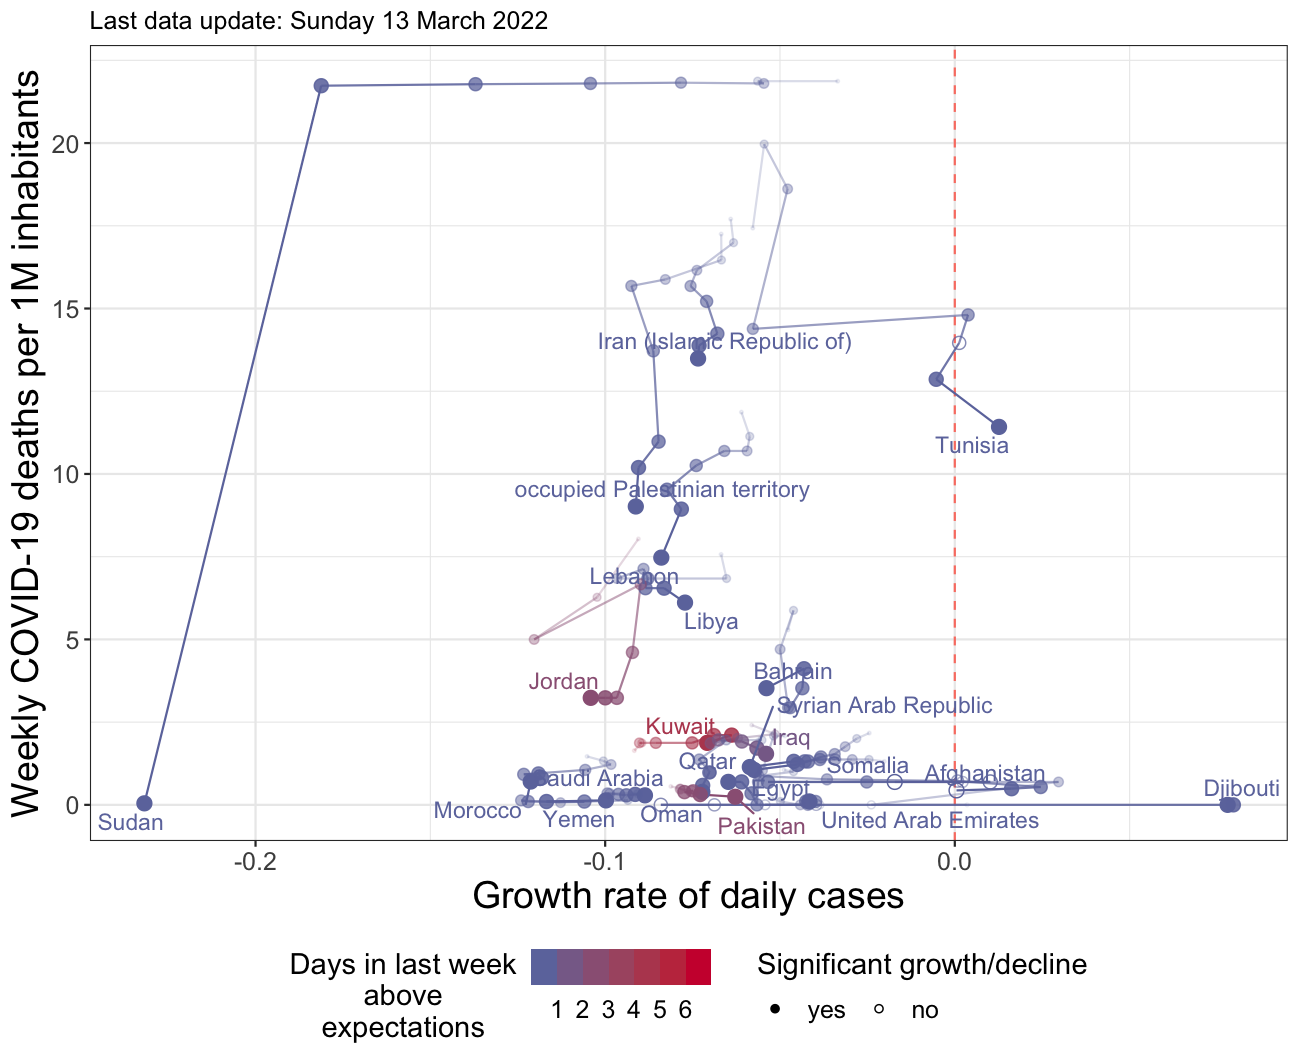 Last data update: Sunday 13 March 2022
Weekly COVID-19 deaths per 1M inhabitants
20
15
10
5
0
Iran (Islamic Republic of)
Tunisia
occupied Palestinian territory
Lebanon
Libya
Jordan
Bahrain
Syrian Arab Republic
Kuwait
Iraq
Qatar
Somalia
Afghanistan
Saudi Arabia
Egypt
Djibouti
Morocco
Yemen
Oman
Pakistan
United Arab Emirates
Sudan
-0.2
-0.1
0.0
Growth rate of daily cases
Days in last week
above
expectations
1 2 3 4 5 6
Significant growth/decline
yes
no